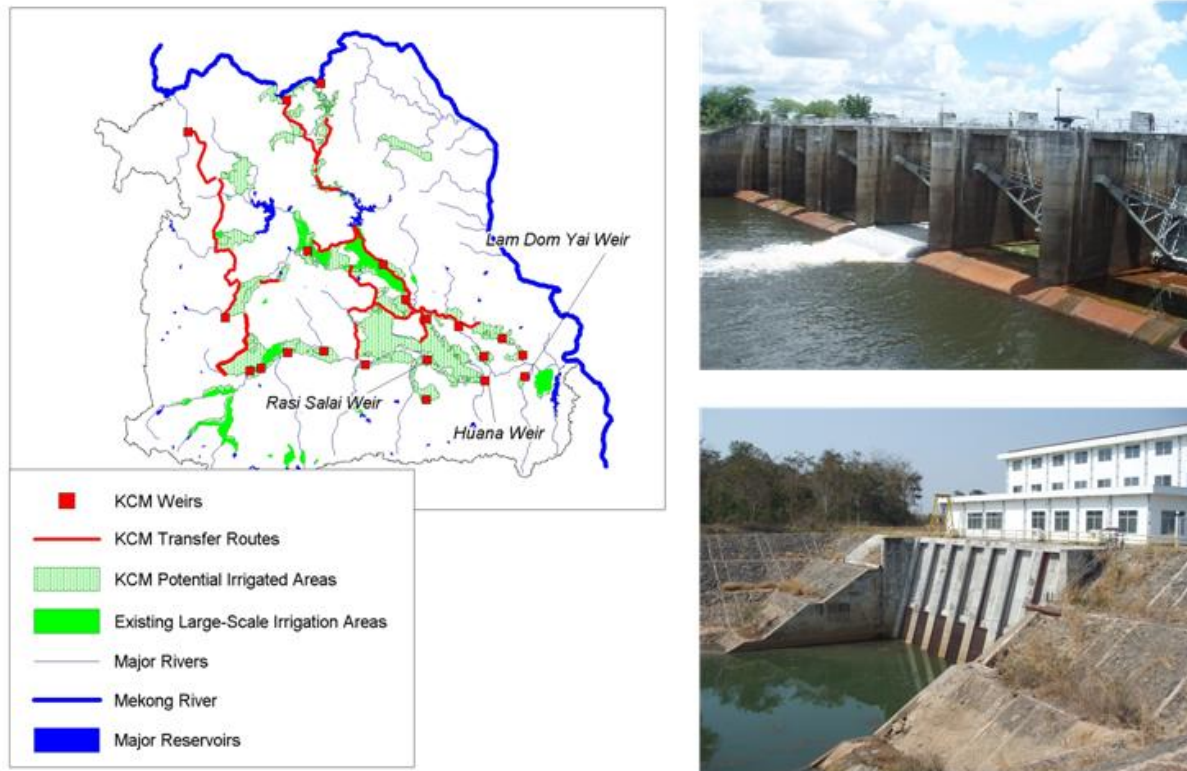 Lam Dom Yai Weir
Rasi Salai Weir
Huana Weir
KCM Weirs
KCM Transfer Routes
KCM Potential Irrigated Areas
Existing Large-Scale Irrigation Areas
Major Rivers
Mekong River
Major Reservoirs